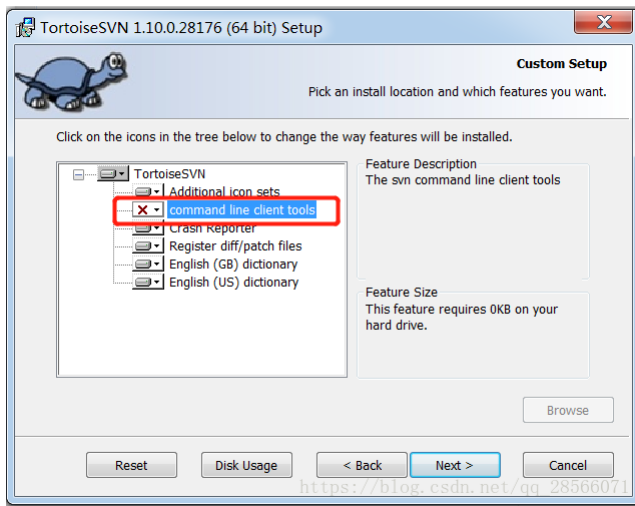 TortoiseSVN 1.10.0.28176 (64 bit) Setup
Custom Setup
Pick an install location and which features you want.
Click on the icons in the tree below to change the way features will be installed.
TortoiseSVN
Additional icon sets
command line client tools
Crash Reporter
Register diff/patch files
English (GB) dictionary
English (US) dictionary
Feature Description
The svn command line client tools
Feature Size
This feature requires 0KB on your
hard drive.
Browse
Reset
Disk Usage
< Back
Next >
Cancel
https://blog.csdn.net/qq_28566071